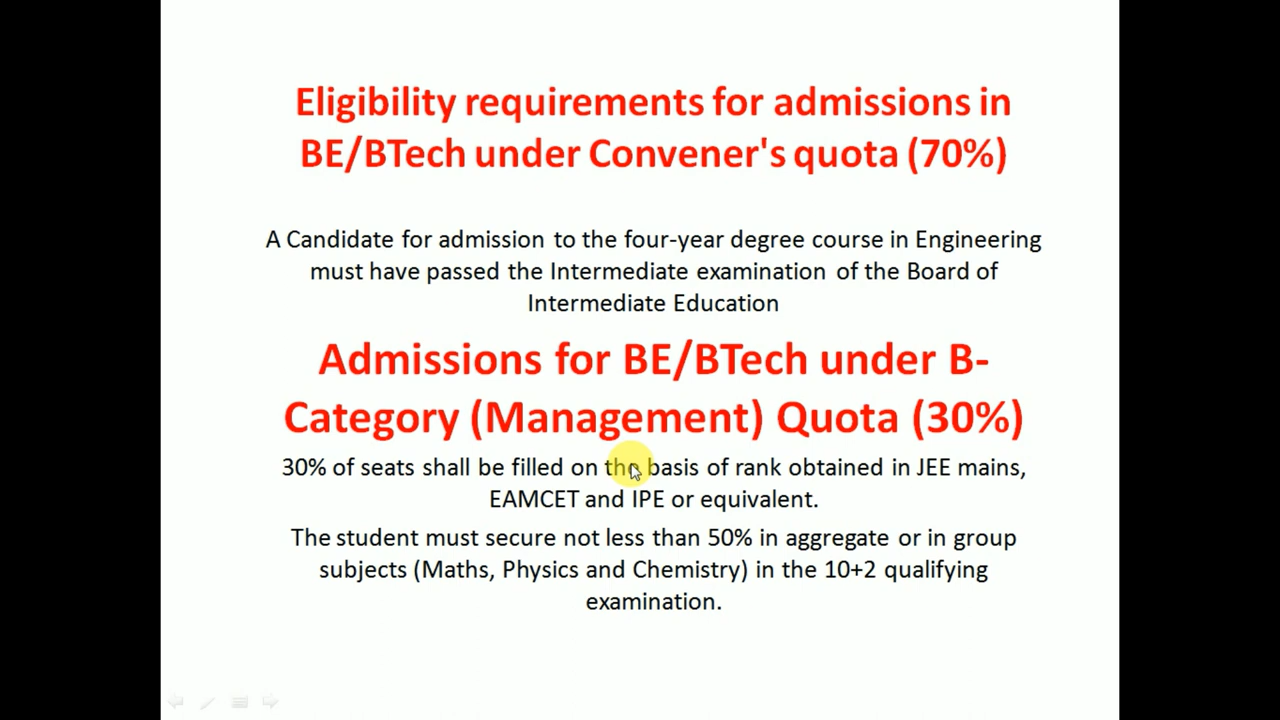 Eligibility requirements for admissions in
BE/BTech under Convener's quota (70%)
A Candidate for admission to the four-year degree course in Engineering
must have passed the Intermediate examination of the Board of
Intermediate Education
Admissions for BE/BTech under B-
Category (Management) Quota (30%)
30% of seats shall be filled on the basis of rank obtained in JEE mains,
EAMCET and IPE or equivalent.
The student must secure not less than 50% in aggregate or in group
subjects (Maths, Physics and Chemistry) in the 10+2 qualifying
examination.